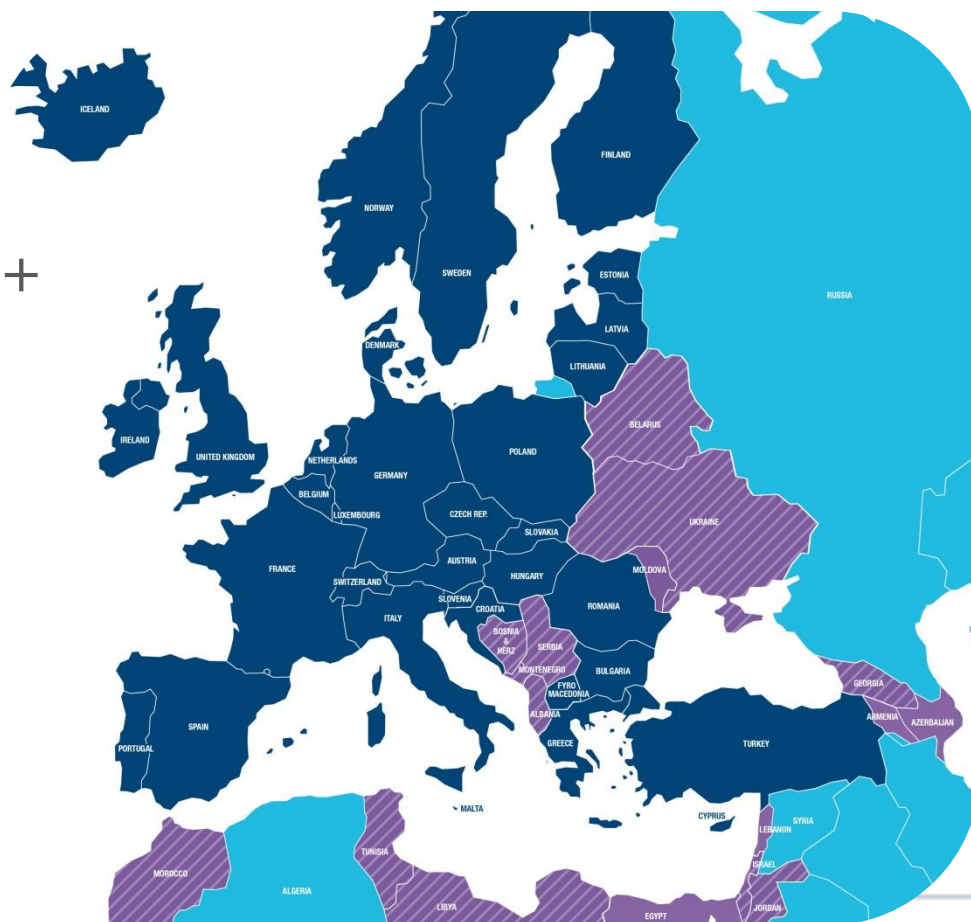 ICELAND
FINLAND
NORWAY
SWEDEN
ESTONIA
RUSSIA
LATVIA
DENMARK
LITHUANIA
BELARUS
IRELAND
UNITED KINGDOM
NETHERLANDS
POLAND
GERMANY
BELGIUM
LUXEMBOURG
CZECH REP.
UKRAINE
SLOVAKIA
FRANCE
AUSTRIA
MOLDOVA
SWITZERLAND
HUNGARY
SLOVENIA
ROMANIA
ITALY
CROATIA
BOSNIA
&
HERZ
SERBIA
MONTENEGRO
BULGARIA
GEORGIA
FYRO
MACEDONIA
ALBANIA
ARMENIA
AZERBAIJAN
SPAIN
PORTUGAL
GREECE
TURKEY
MALTA
CYPRUS
SYRIA
LEBANON
TUNISIA
ISRAEL
MOROCCO
ALGERIA
LIBYA
EGYPT
JORDAN